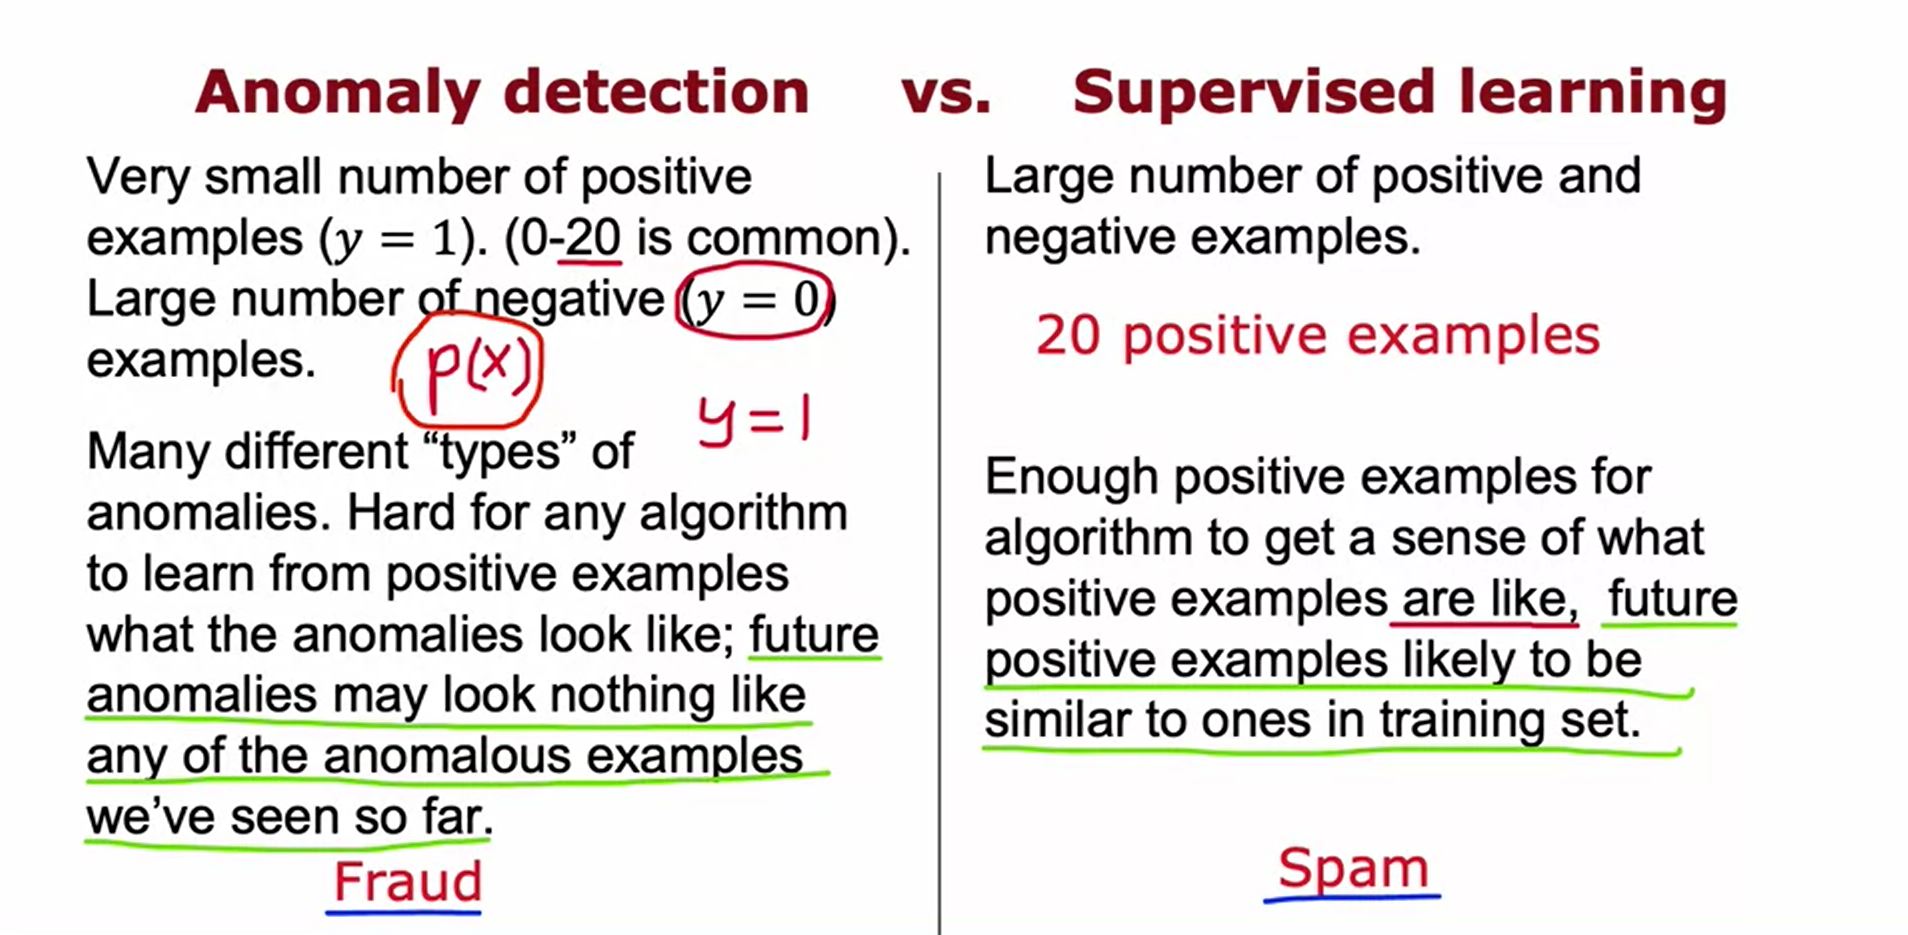 Anomaly detection vs. Supervised learning
Very small number of positive
examples (y = 1). (0-20 is common).
Large number of negative (y = 0)
examples.
p(x)
y=1
Many different “types” of
anomalies. Hard for any algorithm
to learn from positive examples
what the anomalies look like; future
anomalies may look nothing like
any of the anomalous examples
we’ve seen so far.
Fraud
Large number of positive and
negative examples.
20 positive examples
Enough positive examples for
algorithm to get a sense of what
positive examples are like, future
positive examples likely to be
similar to ones in training set.
Spam